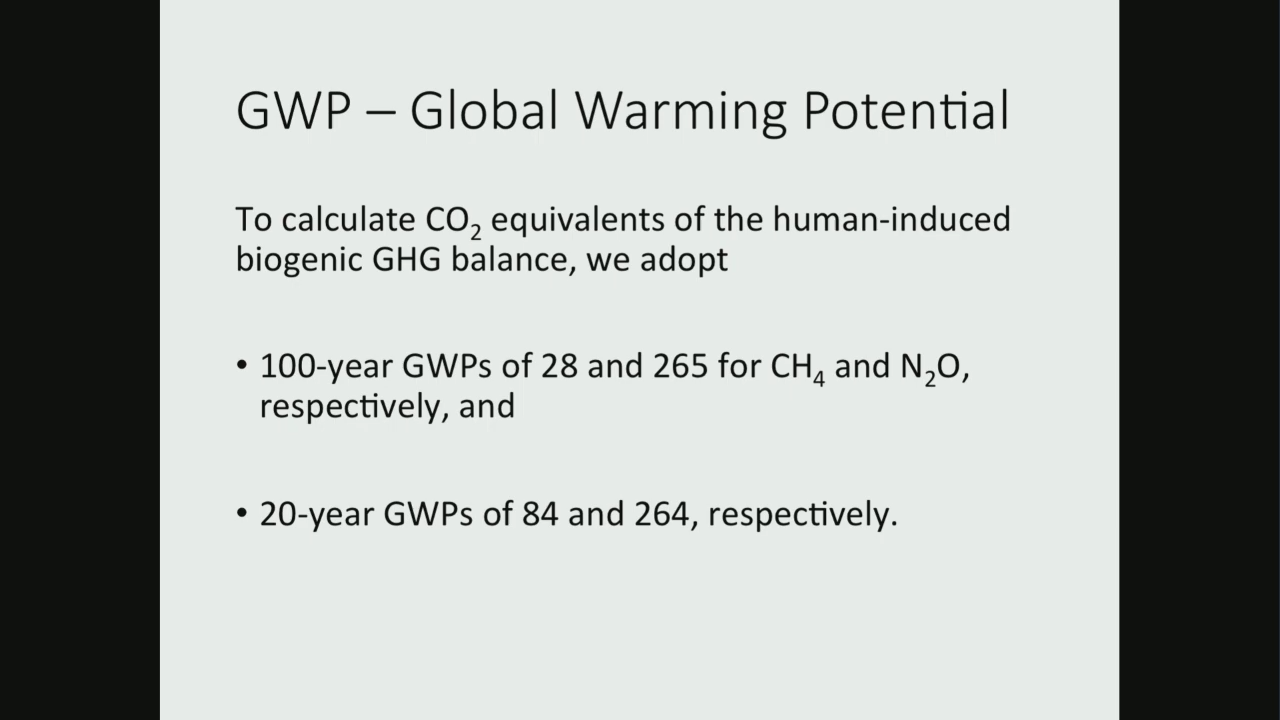 GWP – Global Warming Potential
To calculate CO₂ equivalents of the human-induced
biogenic GHG balance, we adopt
• 100-year GWPs of 28 and 265 for CH₄ and N₂O,
respectively, and
• 20-year GWPs of 84 and 264, respectively.